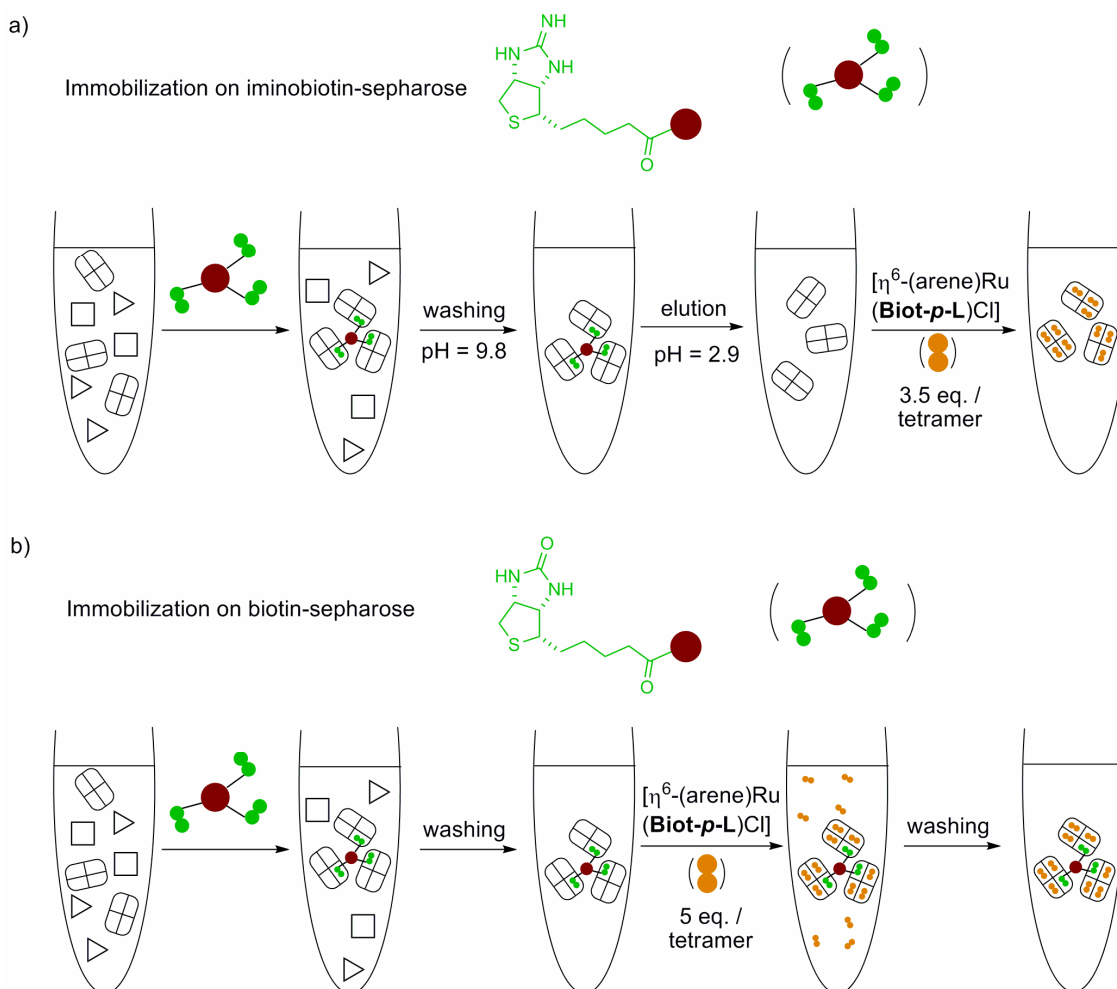 a)
NH
HN
NH
Immobilization on iminobiotin-sepharose
S
O
washing
pH = 9.8
elution
pH = 2.9
[η⁶-(arene)Ru
(Biot-p-L)Cl]
3.5 eq. /
tetramer
b)
O
HN
NH
Immobilization on biotin-sepharose
S
O
washing
[η⁶-(arene)Ru
(Biot-p-L)Cl]
5 eq. /
tetramer
washing